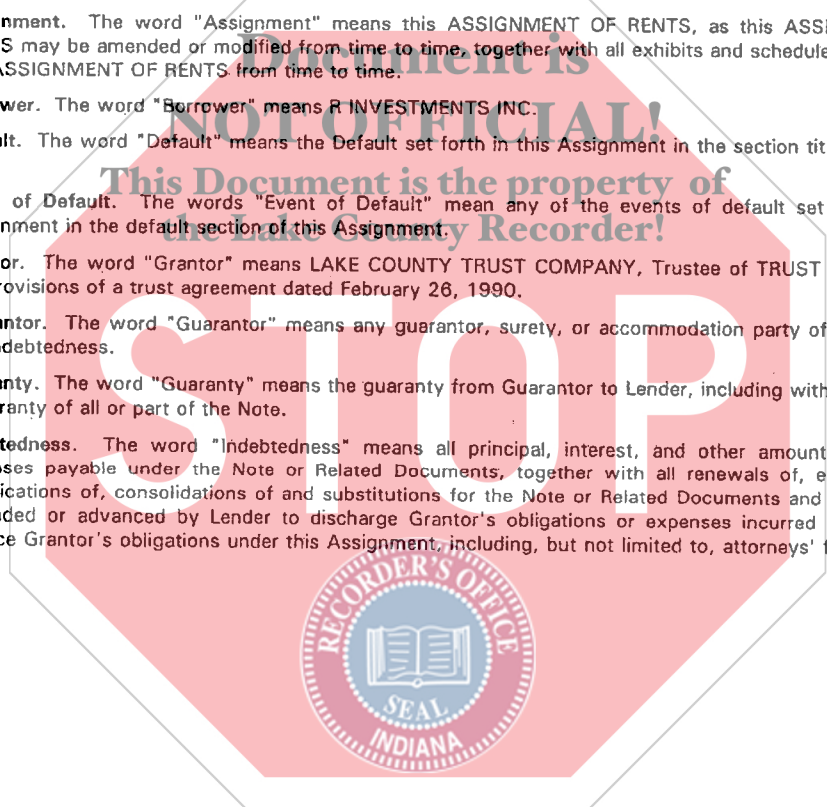 nment. The word "Assignment" means this ASSIGNMENT OF RENTS, as this ASSI
S may be amended or modified from time to time, together with all exhibits and schedule
ASSIGNMENT OF RENTS from time to time.
wer. The word "Borrower" means R INVESTMENTS INC.
ult. The word "Default" means the Default set forth in this Assignment in the section tit
of Default. The words "Event of Default" mean any of the events of default set
nment in the default section of this Assignment.
or. The word "Grantor" means LAKE COUNTY TRUST COMPANY, Trustee of TRUST
rovisions of a trust agreement dated February 26, 1990.
antor. The word "Guarantor" means any guarantor, surety, or accommodation party of
debtedness.
anty. The word "Guaranty" means the guaranty from Guarantor to Lender, including with
ranty of all or part of the Note.
tedness. The word "Indebtedness" means all principal, interest, and other amount
ses payable under the Note or Related Documents, together with all renewals of, e
ications of, consolidations of and substitutions for the Note or Related Documents and
ded or advanced by Lender to discharge Grantor's obligations or expenses incurred
ce Grantor's obligations under this Assignment, including, but not limited to, attorneys' f
Document is
NOT OFFICIAL!
This Document is the property of
the Lake County Recorder!
STOP
RECORDER'S OFFICE
SEAL
INDIANA